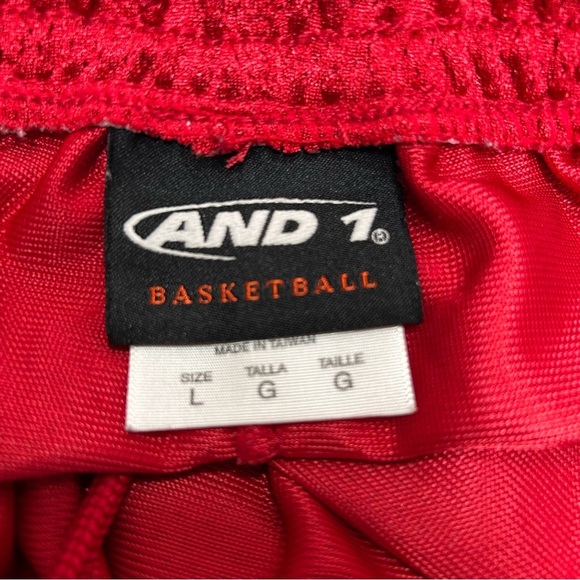 AND 1®
BASKETBALL
MADE IN TAIWAN
SIZE TALLA TAILLE
L G G